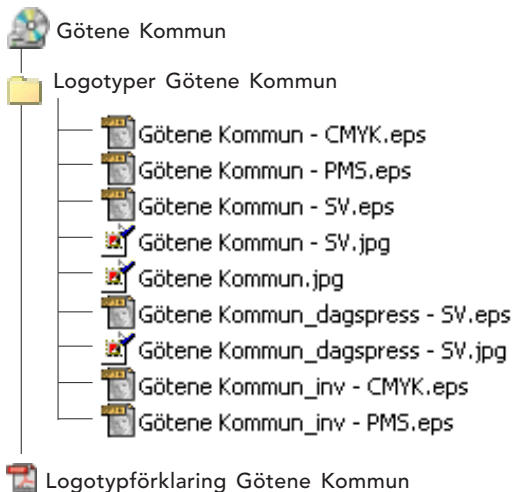 Götene Kommun
Logotyper Götene Kommun
Götene Kommun - CMYK.eps
Götene Kommun - PMS.eps
Götene Kommun - SV.eps
Götene Kommun - SV.jpg
Götene Kommun.jpg
Götene Kommun_dagspress - SV.eps
Götene Kommun_dagspress - SV.jpg
Götene Kommun_inv - CMYK.eps
Götene Kommun_inv - PMS.eps
Logotypförklaring Götene Kommun